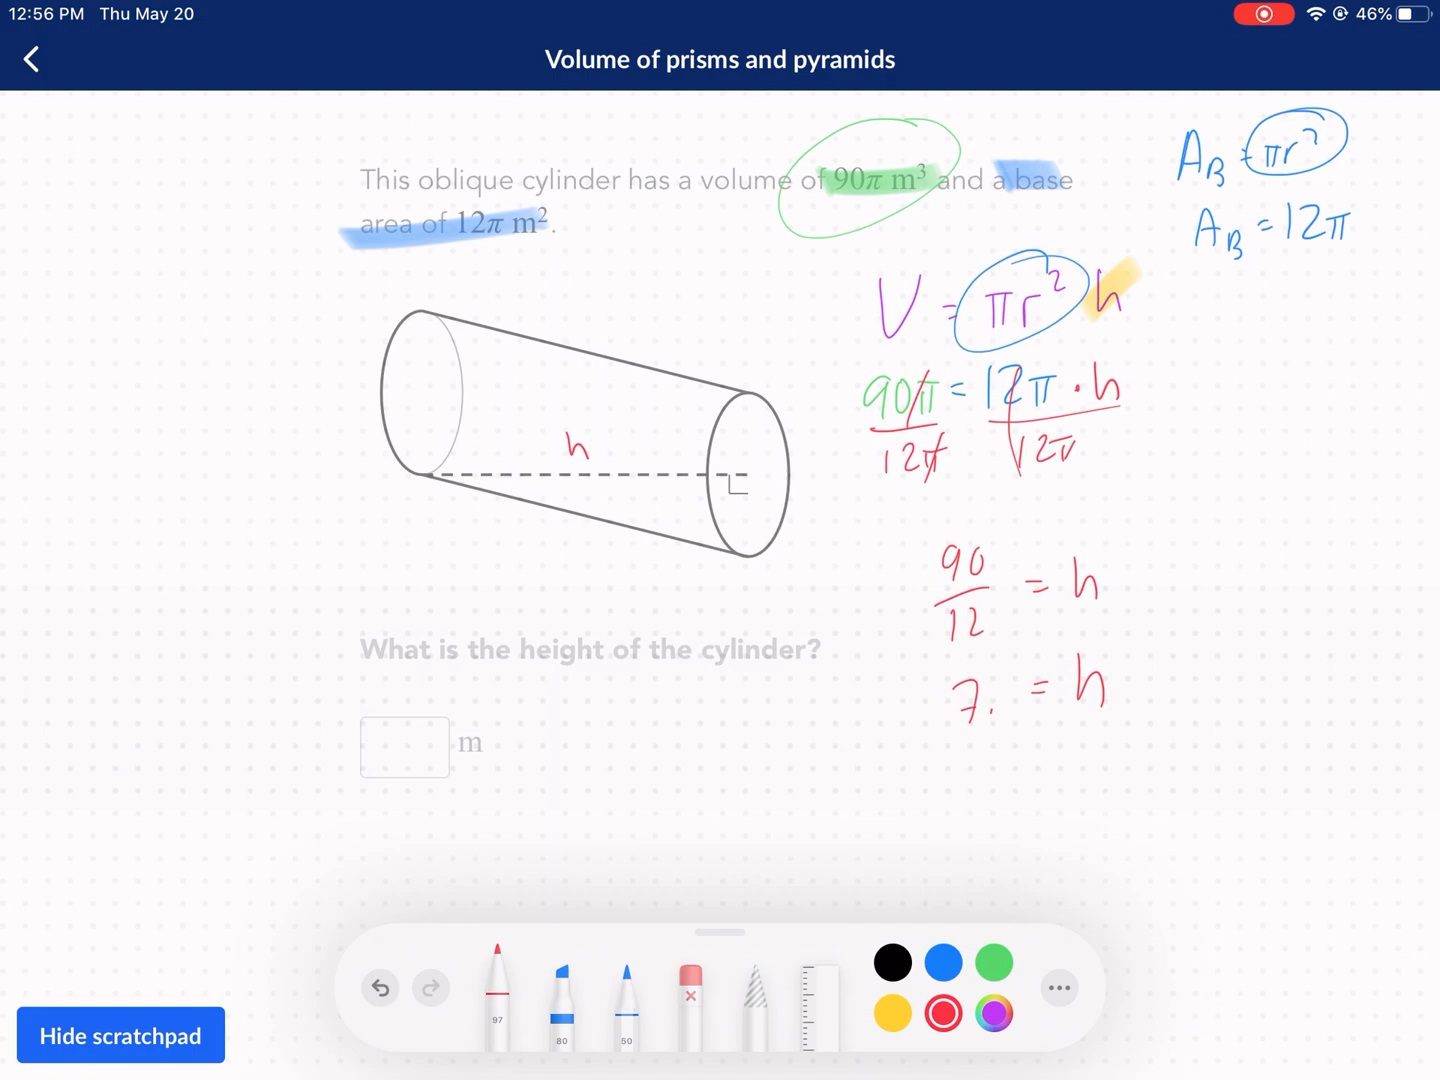 12:56 PM Thu May 20
46%
Volume of prisms and pyramids
This oblique cylinder has a volume of 90π m³ and a base
area of 12π m².
A_B = πr²
A_B = 12π
V = πr² h
90π = 12π · h
12π 12π
h
90 = h
12
7. = h
What is the height of the cylinder?
m
97
80
50
Hide scratchpad